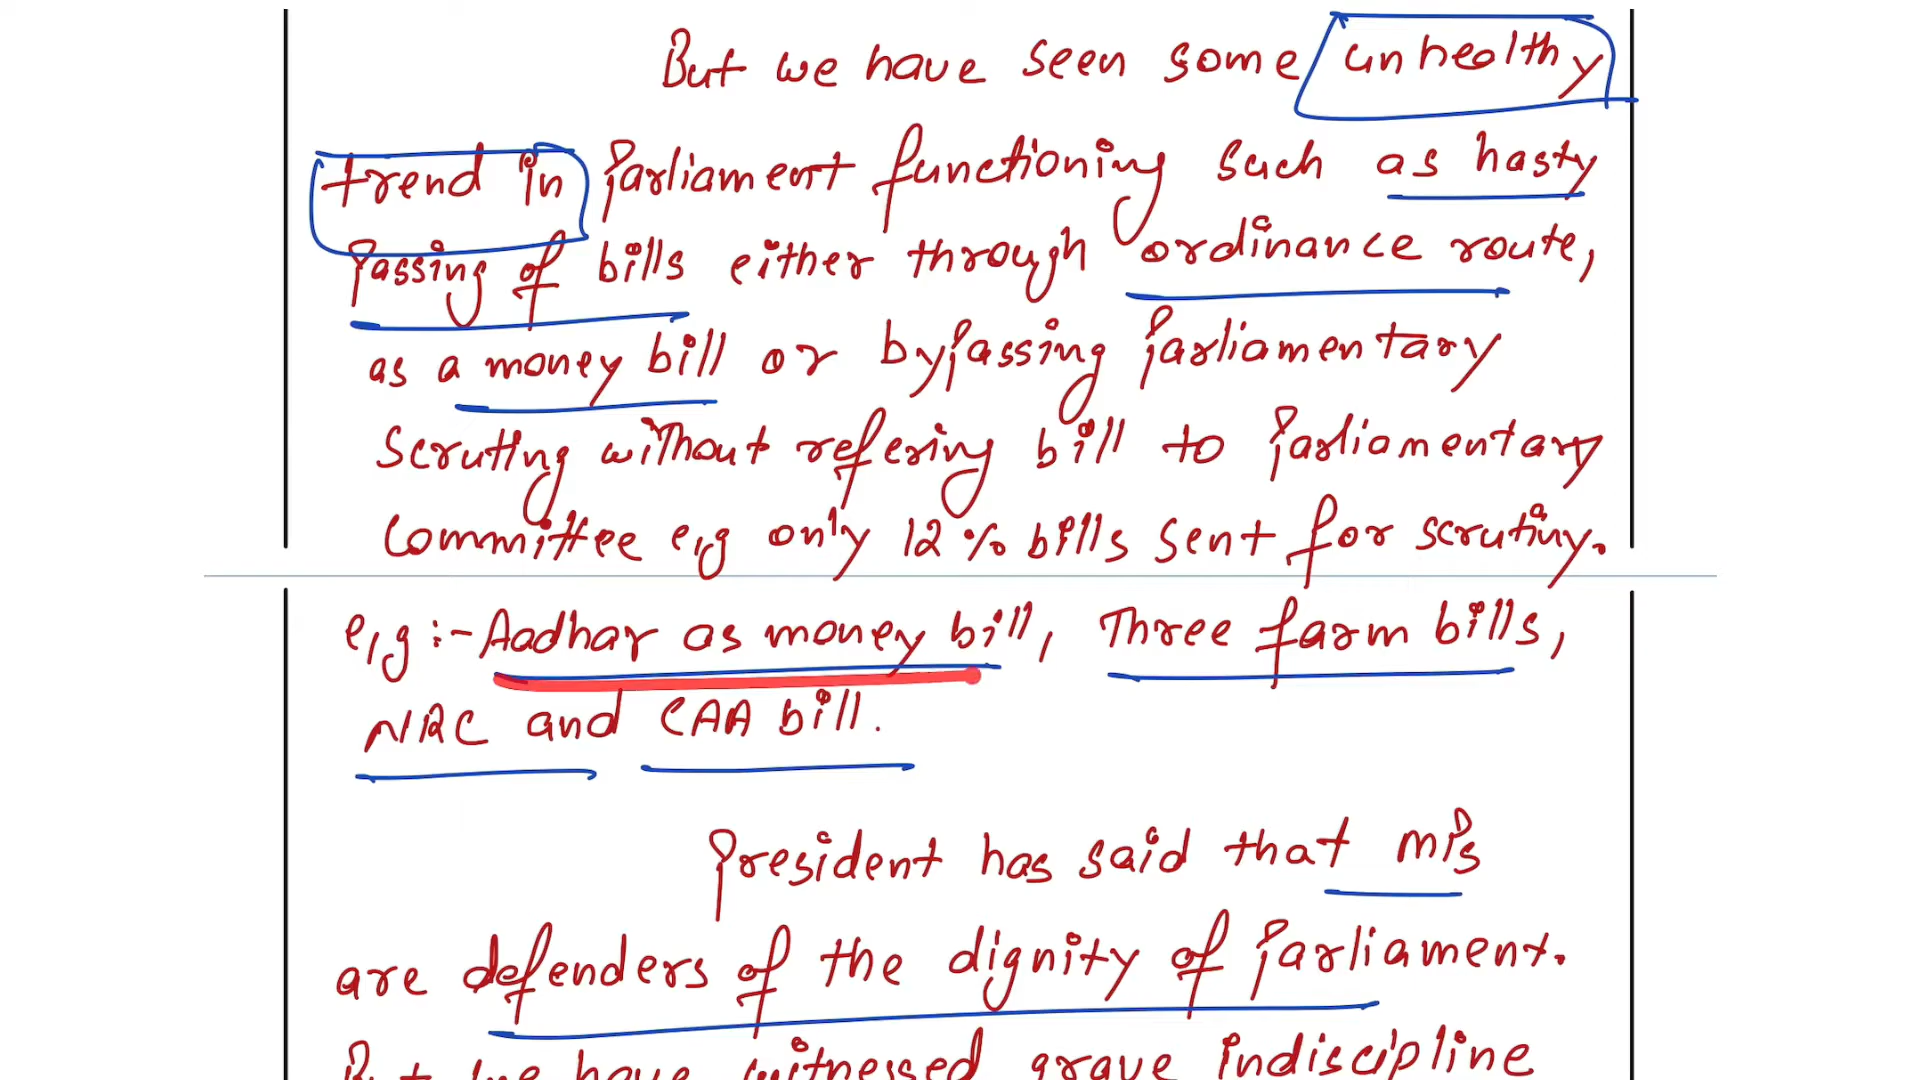 But we have seen some unhealthy
trend in Parliament functioning such as hasty
Passing of bills either through ordinance route,
as a money bill or bypassing Parliamentary
Scrutiny without refering bill to Parliamentary
Committee e,g only 12% bills sent for scrutiny.
e,g :- Aadhar as money bill, Three farm bills,
NRC and CAA bill.
President has said that MPs
are defenders of the dignity of Parliament.
But we have witnessed grave indiscipline